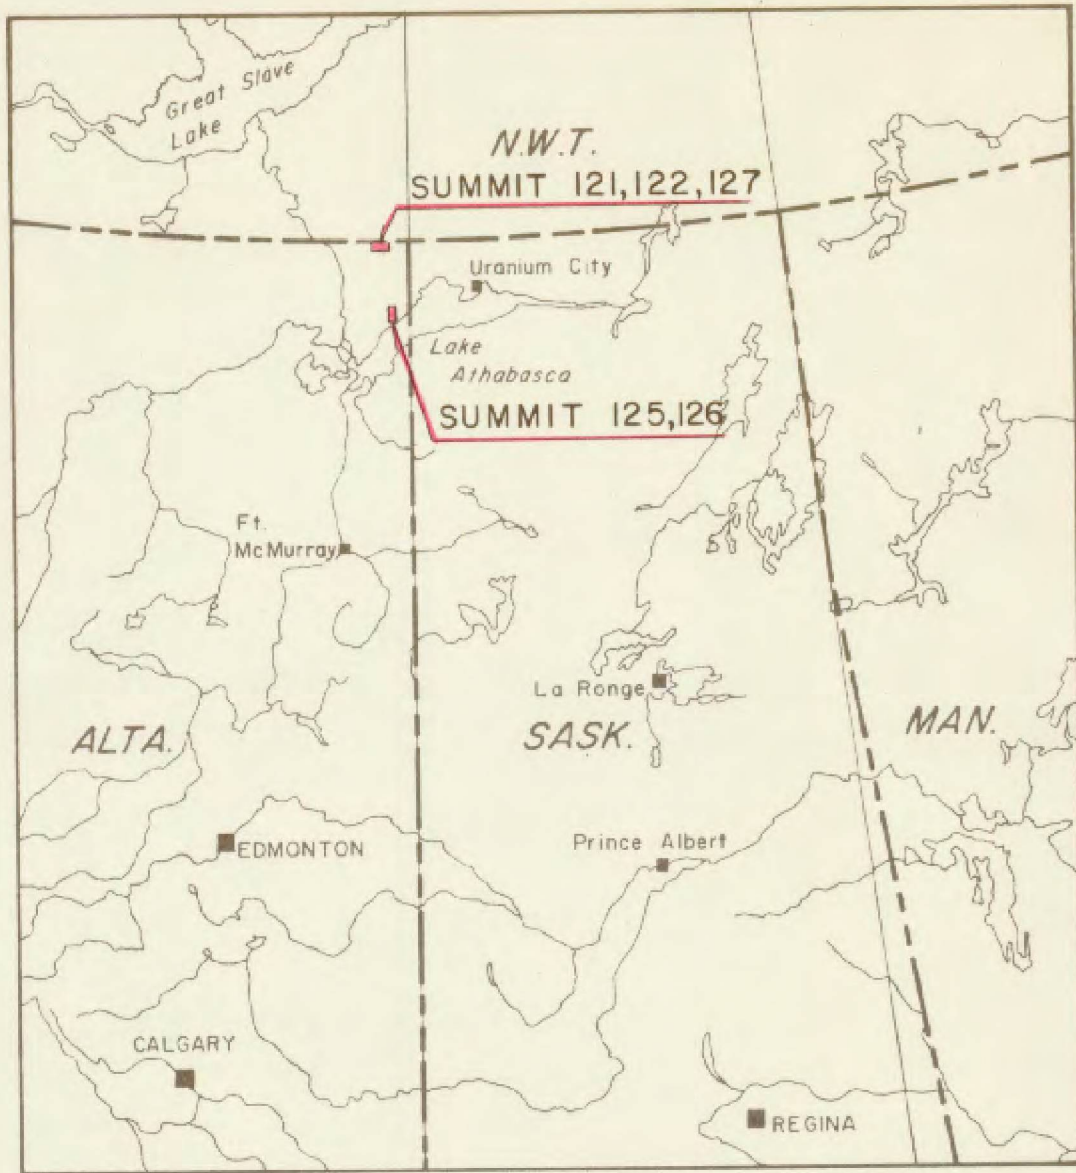 Great Slave
Lake
N.W.T.
SUMMIT 121,122,127
Uranium City
Lake
Athabasca
SUMMIT 125,126
Ft.
McMurray
La Ronge
ALTA.
SASK.
MAN.
EDMONTON
Prince Albert
CALGARY
REGINA